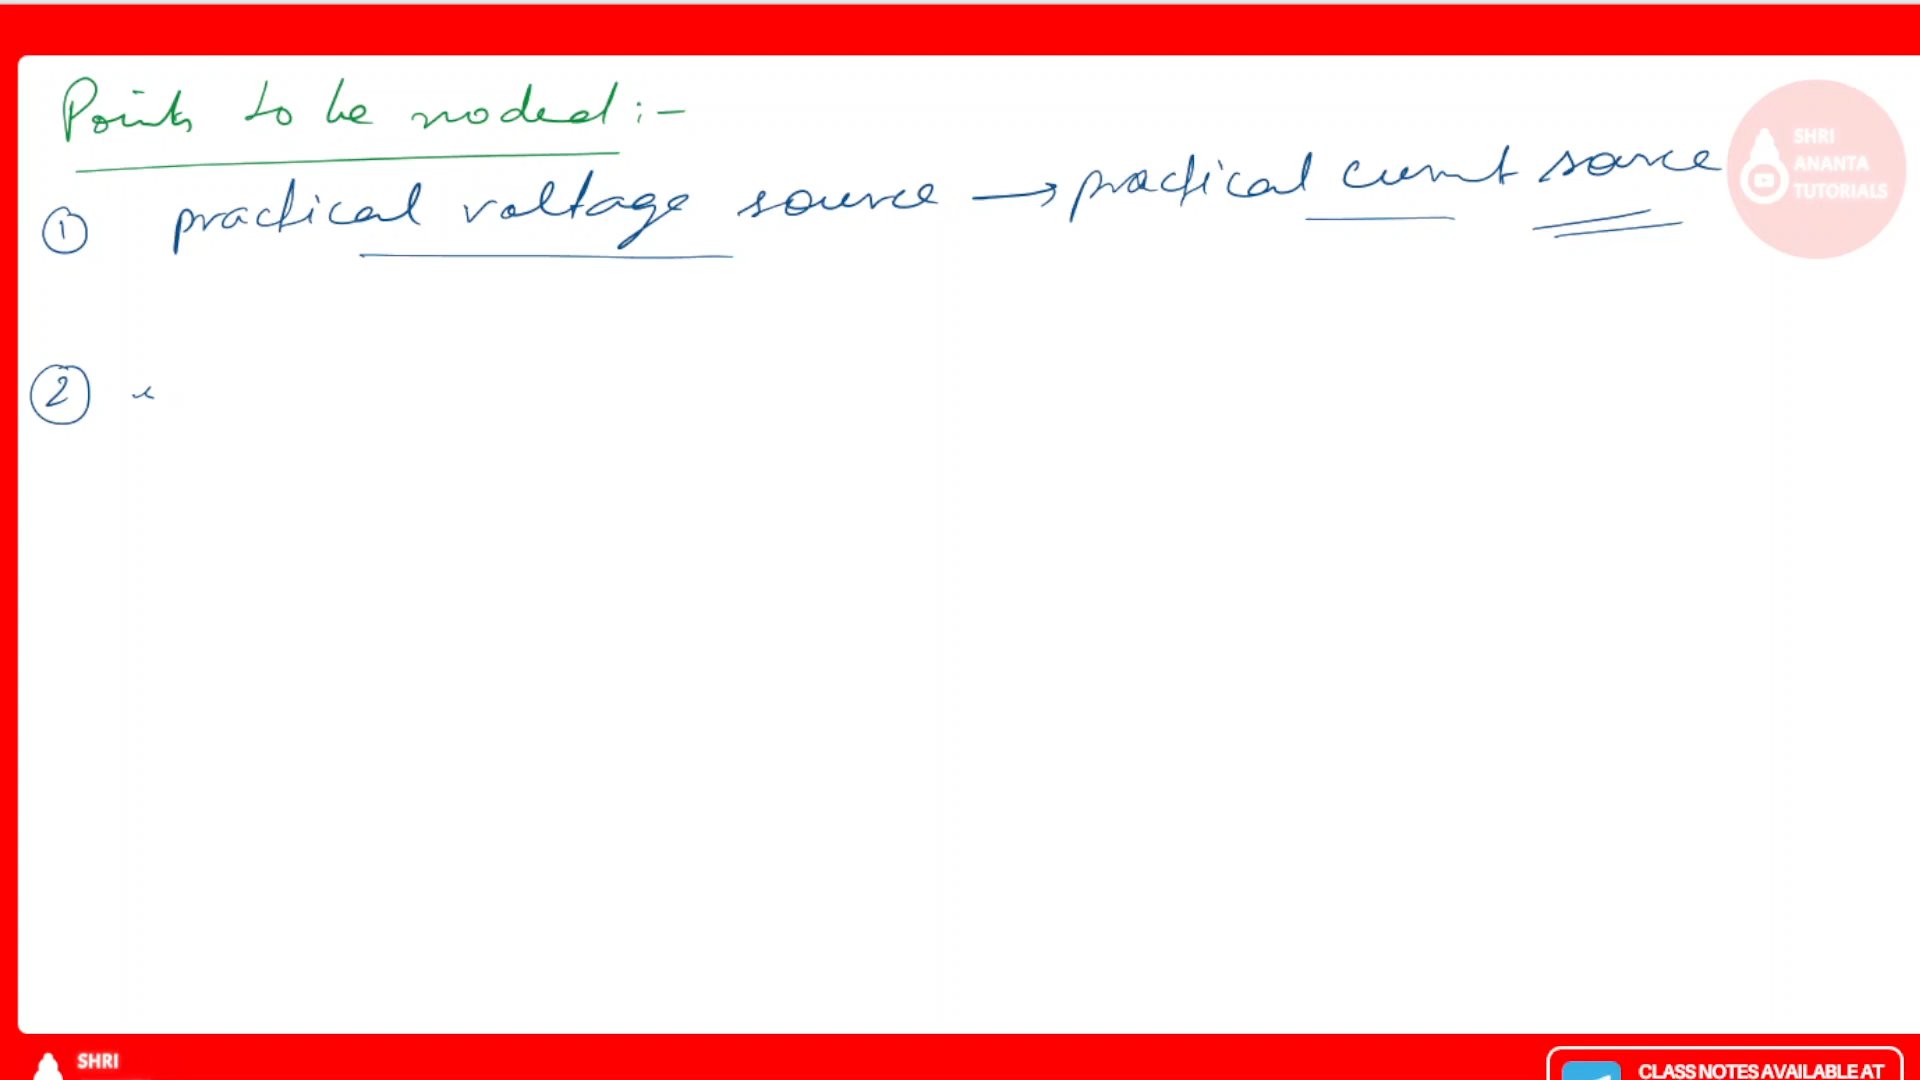 Points to be noded :-
① practical voltage source → practical current source
②
SHRI
ANANTA
TUTORIALS
SHRI
CLASS NOTES AVAILABLE AT